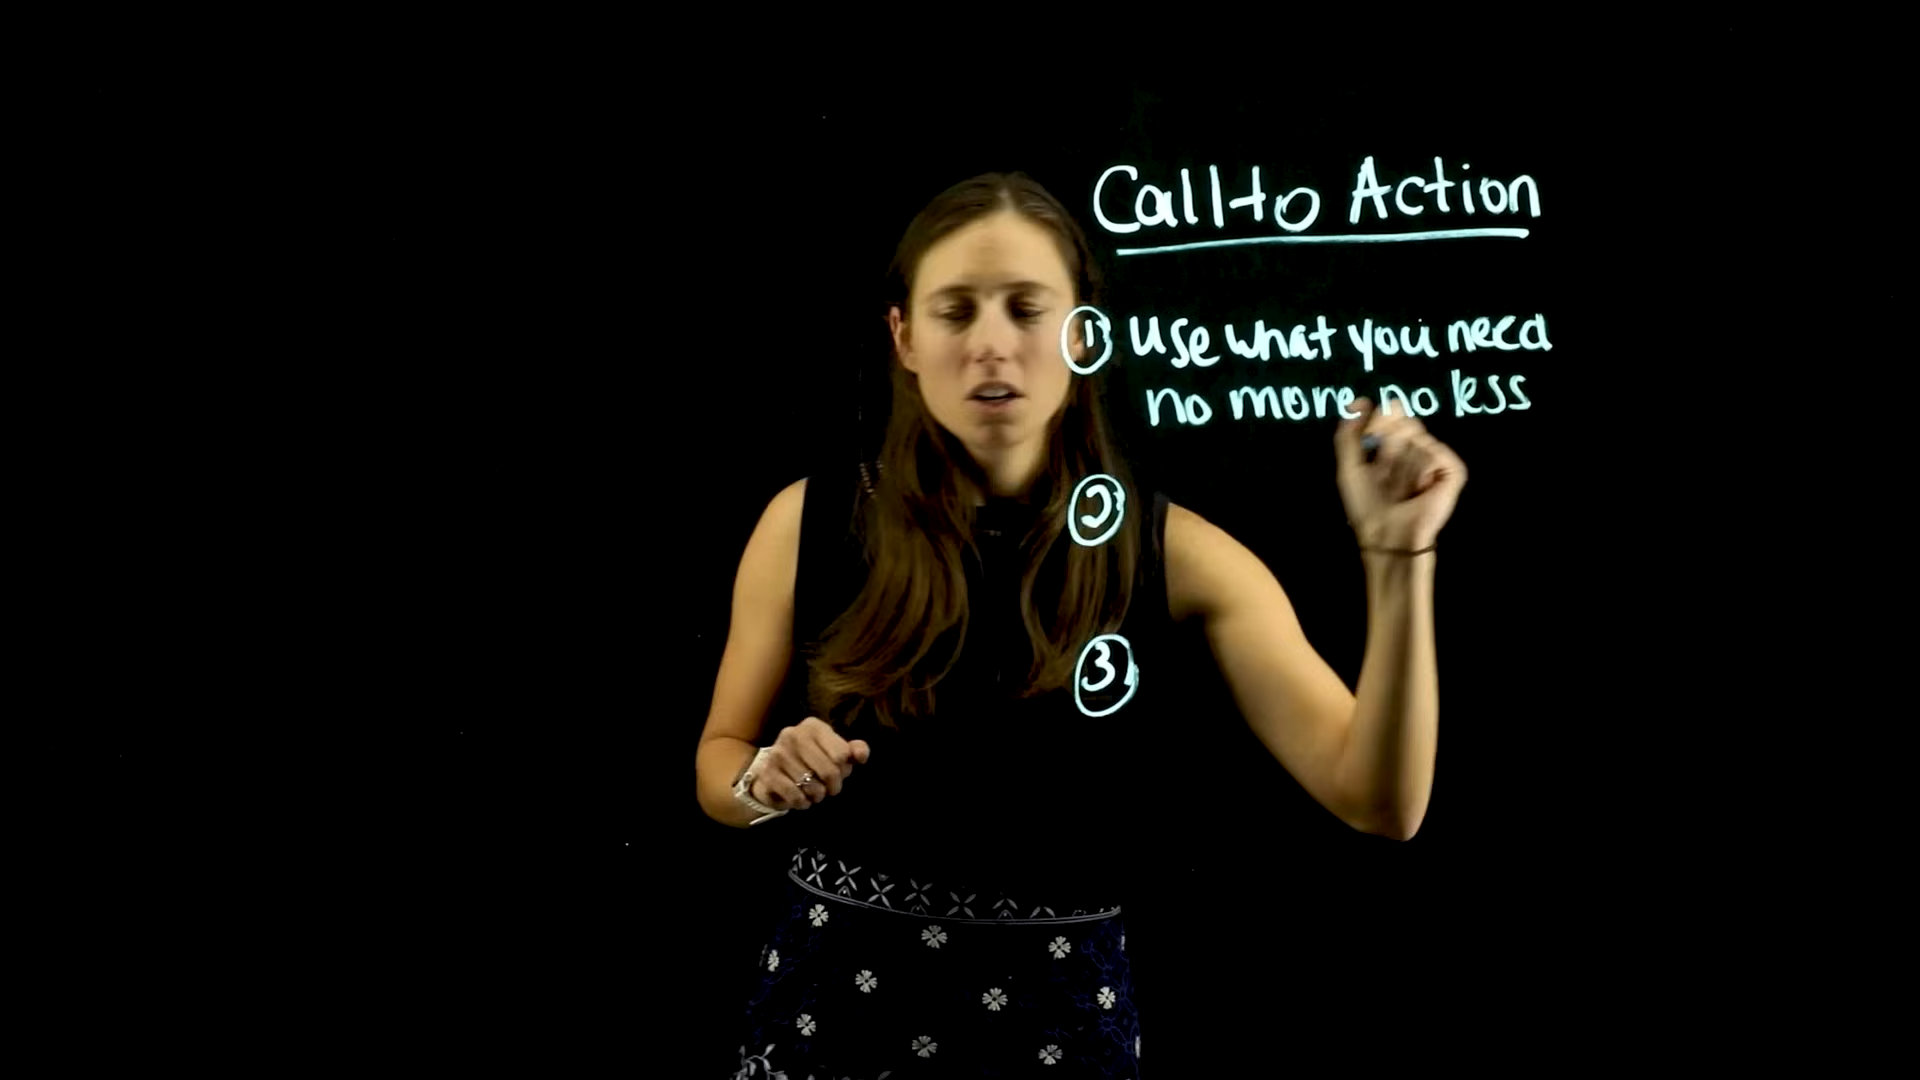 Call to Action
① Use what you need
no more no less
②
③